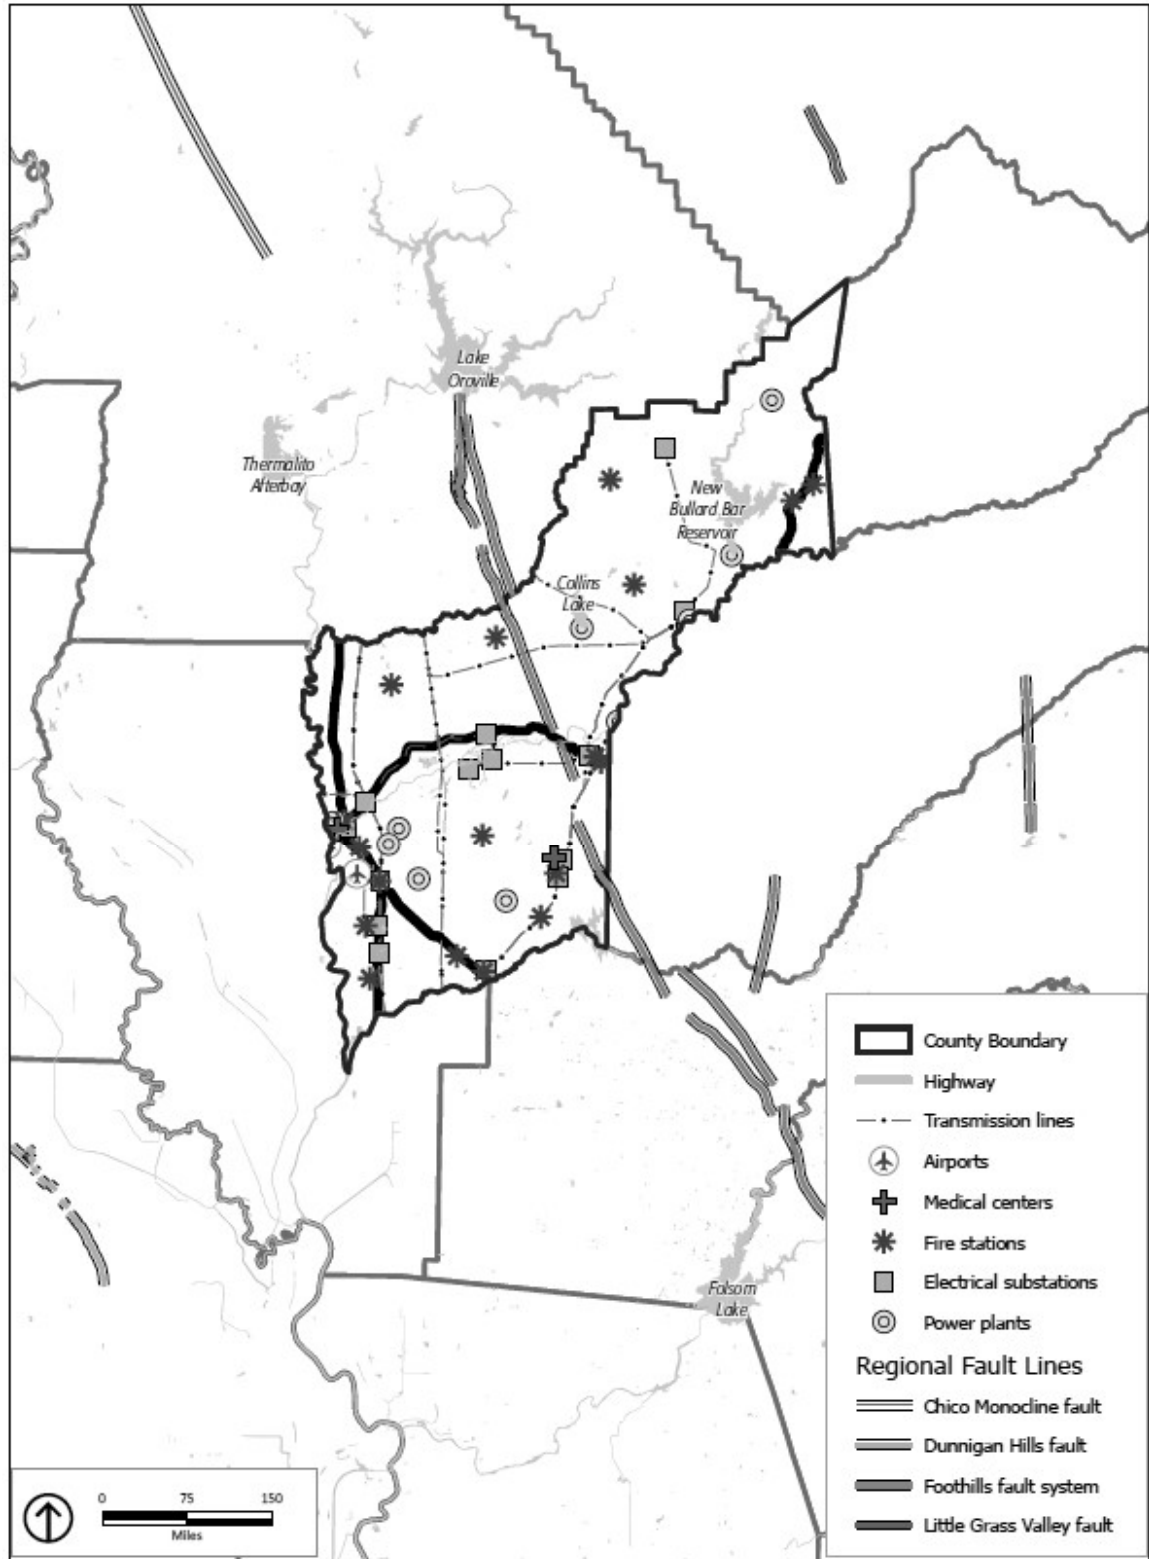 Lake
Oroville
Thermalito
Afterbay
New
Bullard Bar
Reservoir
Collins
Lake
County Boundary
Highway
Transmission lines
Airports
Medical centers
Fire stations
Electrical substations
Power plants
Regional Fault Lines
Chico Monocline fault
Dunnigan Hills fault
Foothills fault system
Little Grass Valley fault
Folsom
Lake
0 75 150
Miles